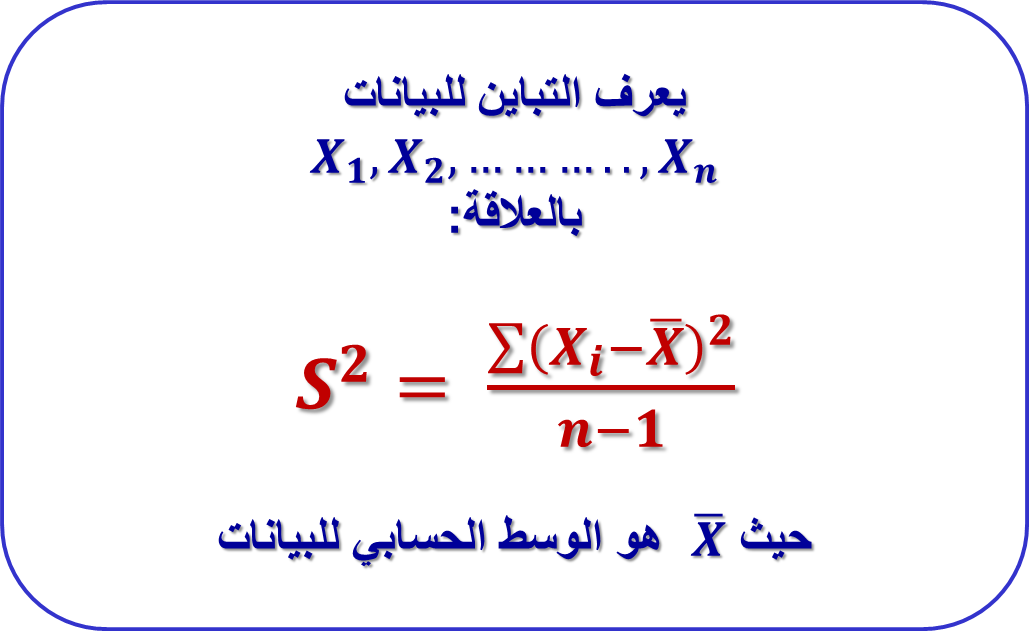 يعرف التباين للبيانات
X₁, X₂, … … … . . , Xₙ
بالعلاقة:
S² = ∑(Xᵢ−X̄)² / n−1
حيث X̄ هو الوسط الحسابي للبيانات